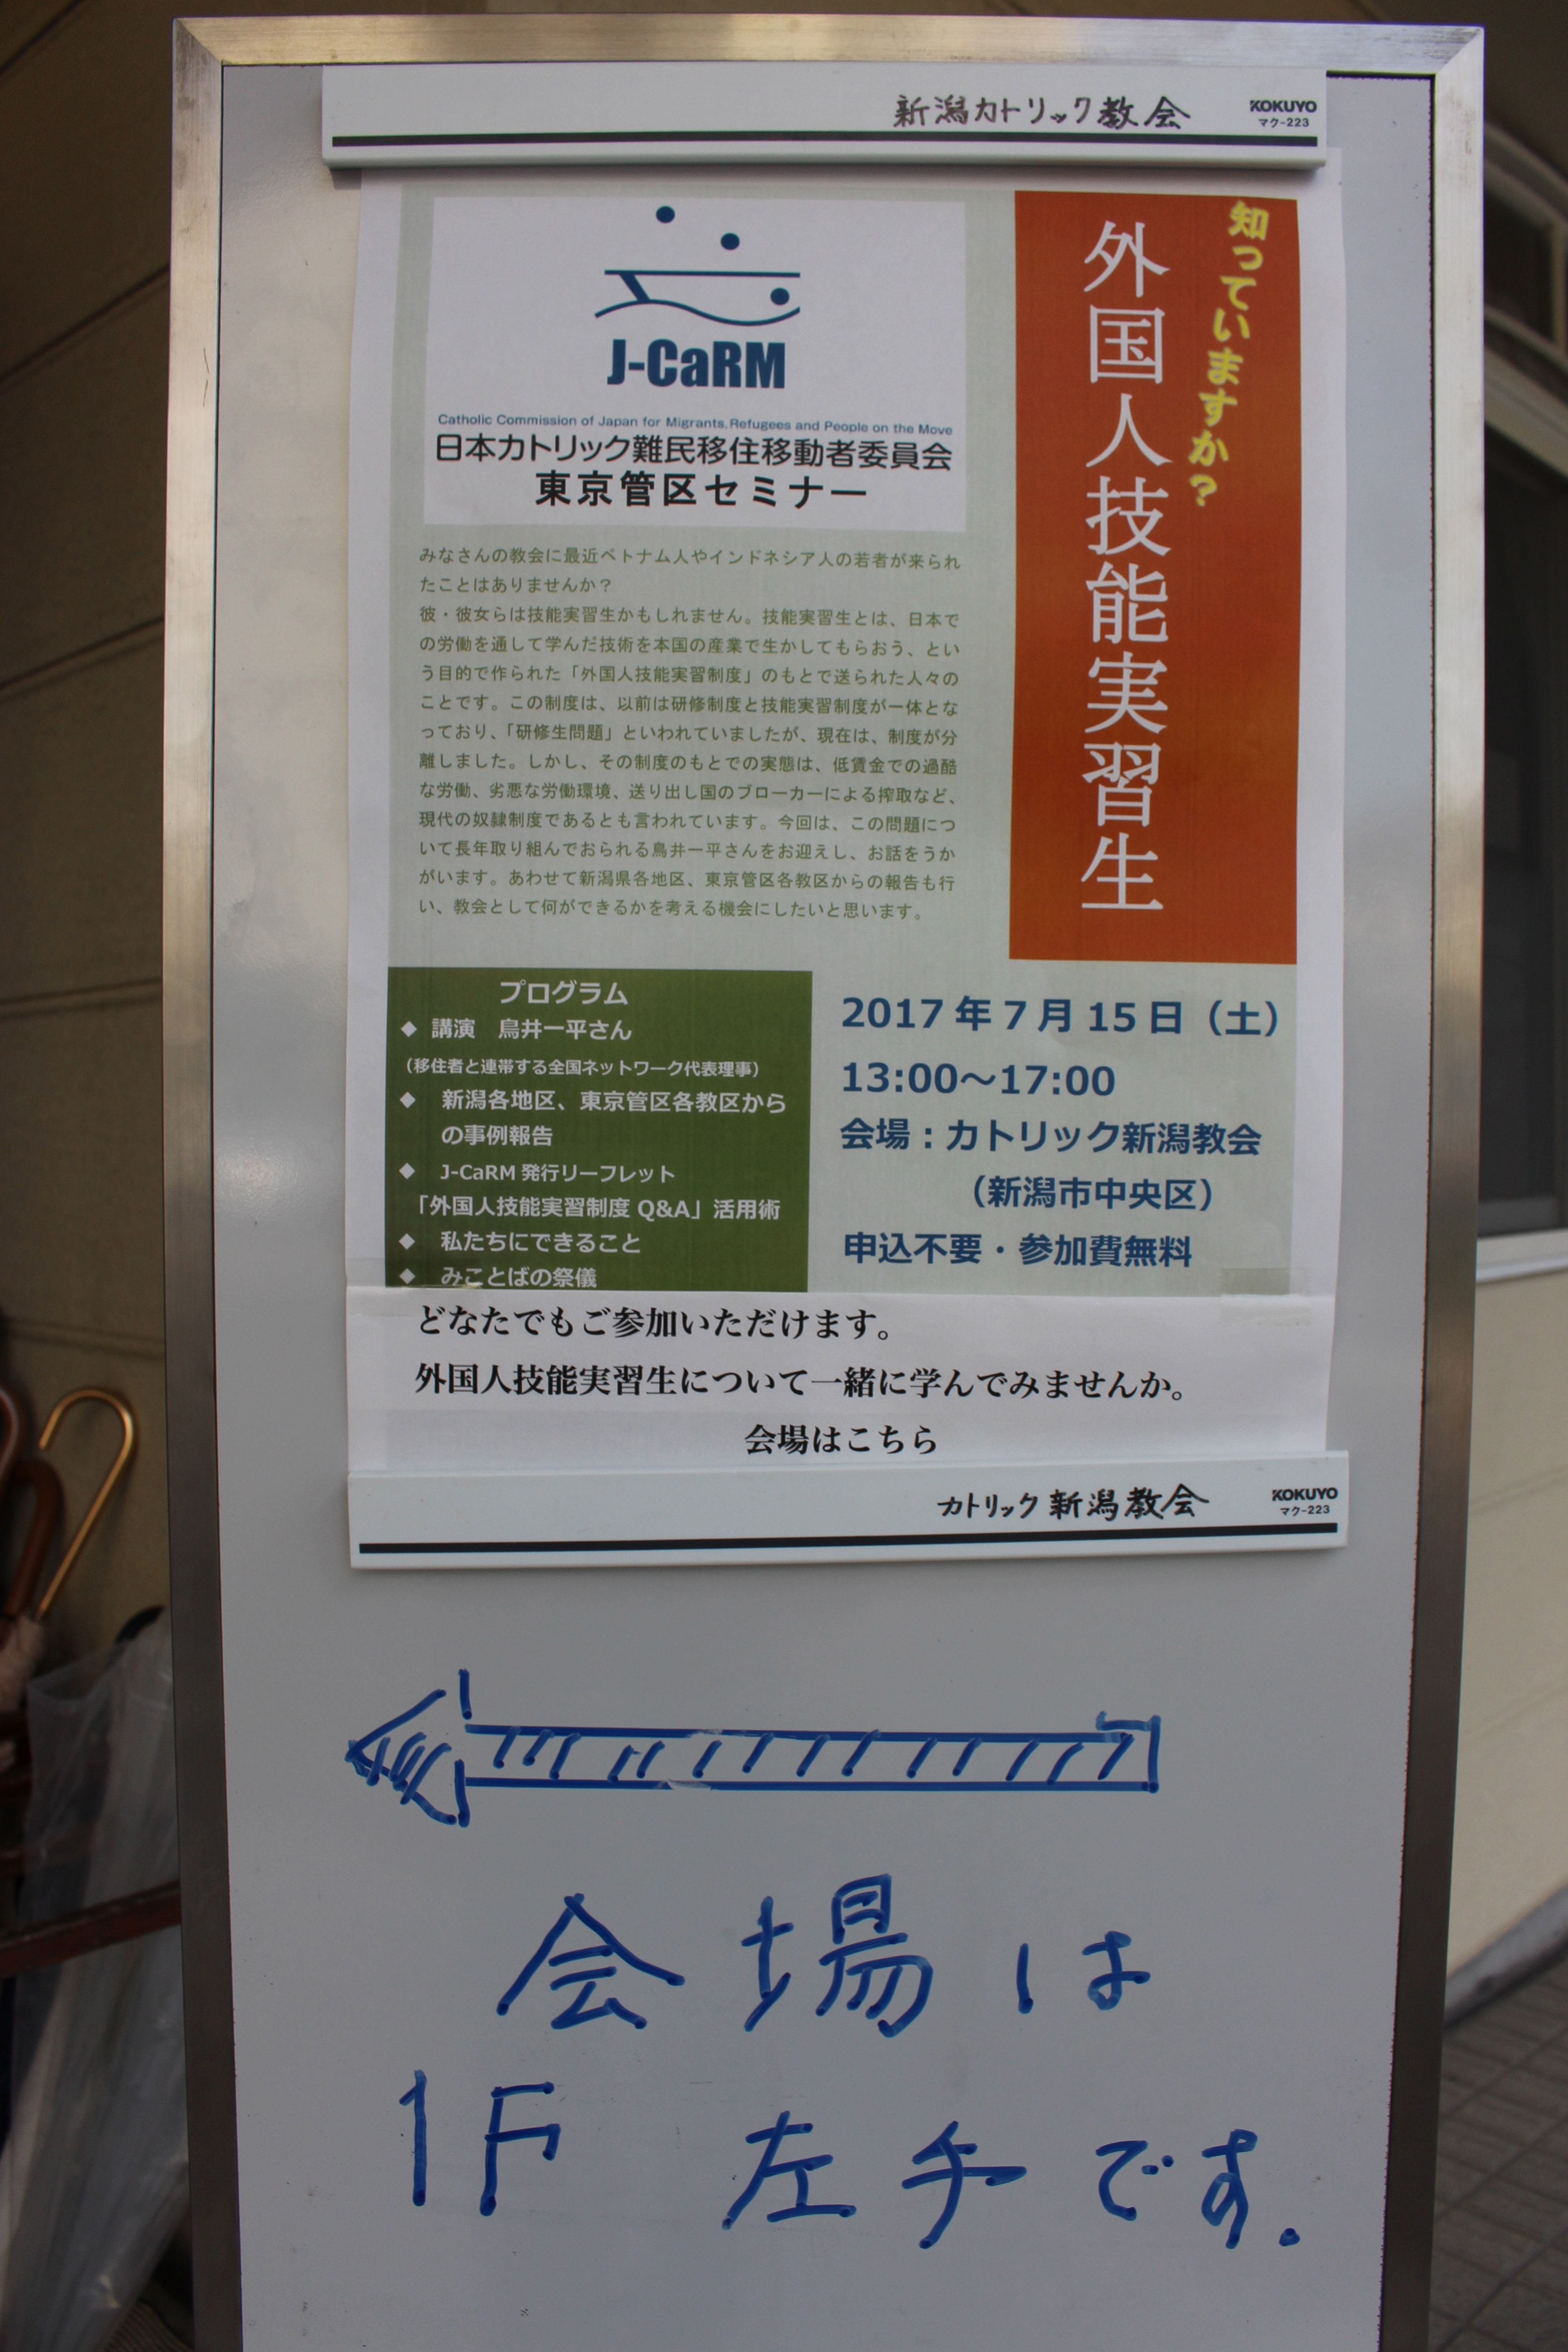 新潟カトリック教会
KOKUYO
マク-223
知っていますか?
外国人技能実習生
J-CaRM
Catholic Commission of Japan for Migrants, Refugees and People on the Move
日本カトリック難民移住移動者委員会
東京管区セミナー
みなさんの教会に最近ベトナム人やインドネシア人の若者が来られ
たことはありませんか?
彼・彼女らは技能実習生かもしれません。技能実習生とは、日本で
の労働を通して学んだ技術を本国の産業で生かしてもらおう、とい
う目的で作られた「外国人技能実習制度」のもとで送られた人々の
ことです。この制度は、以前は研修制度と技能実習制度が一体とな
っており、「研修生問題」といわれていましたが、現在は、制度が分
離しました。しかし、その制度のもとでの実態は、低賃金での過酷
な労働、劣悪な労働環境、送り出し国のブローカーによる搾取など、
現代の奴隷制度であるとも言われています。今回は、この問題につ
いて長年取り組んでおられる鳥井一平さんをお迎えし、お話をうか
がいます。あわせて新潟県各地区、東京管区各教区からの報告も行
い、教会として何ができるかを考える機会にしたいと思います。
プログラム
◆ 講演 鳥井一平さん
(移住者と連帯する全国ネットワーク代表理事)
◆ 新潟各地区、東京管区各教区から
の事例報告
◆ J-CaRM 発行リーフレット
「外国人技能実習制度 Q&A」活用術
◆ 私たちにできること
◆ みことばの祭儀
2017 年 7 月 15 日(土)
13:00~17:00
会場:カトリック新潟教会
(新潟市中央区)
申込不要・参加費無料
どなたでもご参加いただけます。
外国人技能実習生について一緒に学んでみませんか。
会場はこちら
カトリック新潟教会
KOKUYO
マク-223
会場は
1F 左手です.